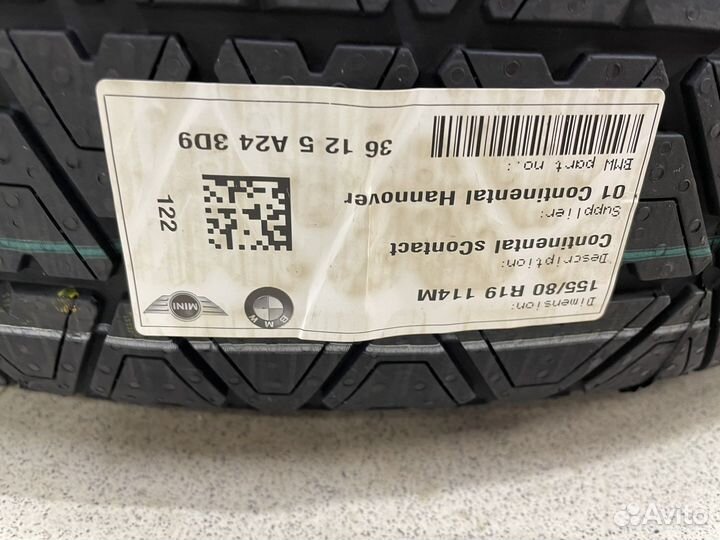 Dimension:
155/80 R19 114M
Description:
Continental sContact
Supplier:
01 Continental Hannover
BMW part no.:
36 12 5 A24 3D9
BMW
MINI
122
Avito